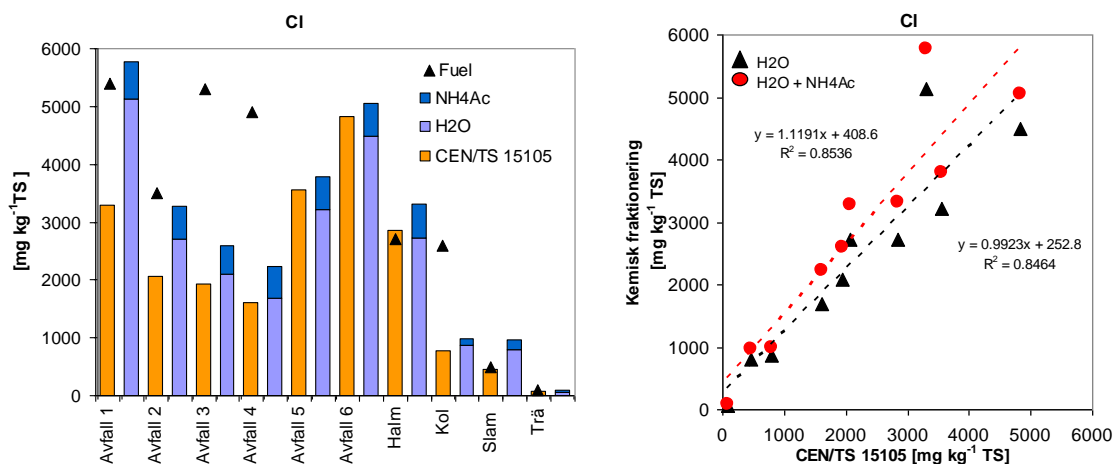 Cl
[mg kg-1TS]
6000
5000
4000
3000
2000
1000
0
Fuel
NH4Ac
H2O
CEN/TS 15105
Avfall 1
Avfall 2
Avfall 3
Avfall 4
Avfall 5
Avfall 6
Halm
Kol
Slam
Trä
Cl
Kemisk fraktionering
[mg kg-1 TS]
6000
5000
4000
3000
2000
1000
0
H2O
H2O + NH4Ac
y = 1.1191x + 408.6
R2 = 0.8536
y = 0.9923x + 252.8
R2 = 0.8464
0 1000 2000 3000 4000 5000 6000
CEN/TS 15105 [mg kg-1 TS]